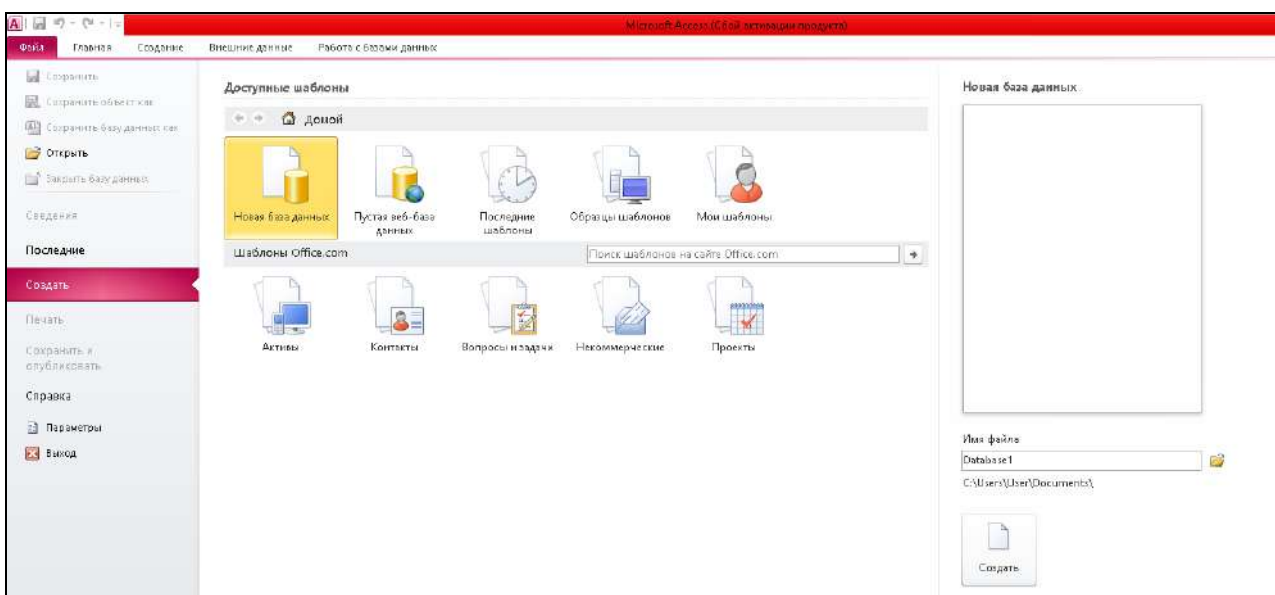 Microsoft Access (Сбой активации продукта)
Файл Главная Создание Внешние данные Работа с базами данных
Сохранить
Сохранить объект как
Сохранить базу данных как
Открыть
Закрыть базу данных
Сведения
Последние
Создать
Печать
Сохранить и
опубликовать
Справка
Параметры
Выход
Доступные шаблоны
Домой
Новая база данных
Пустая веб-база
данных
Последние
шаблоны
Образцы шаблонов
Мои шаблоны
Шаблоны Office.com
Поиск шаблонов на сайте Office.com
Активы
Контакты
Вопросы и задачи
Некоммерческие
Проекты
Новая база данных
Имя файла
Database1
C:\Users\User\Documents\
Создать